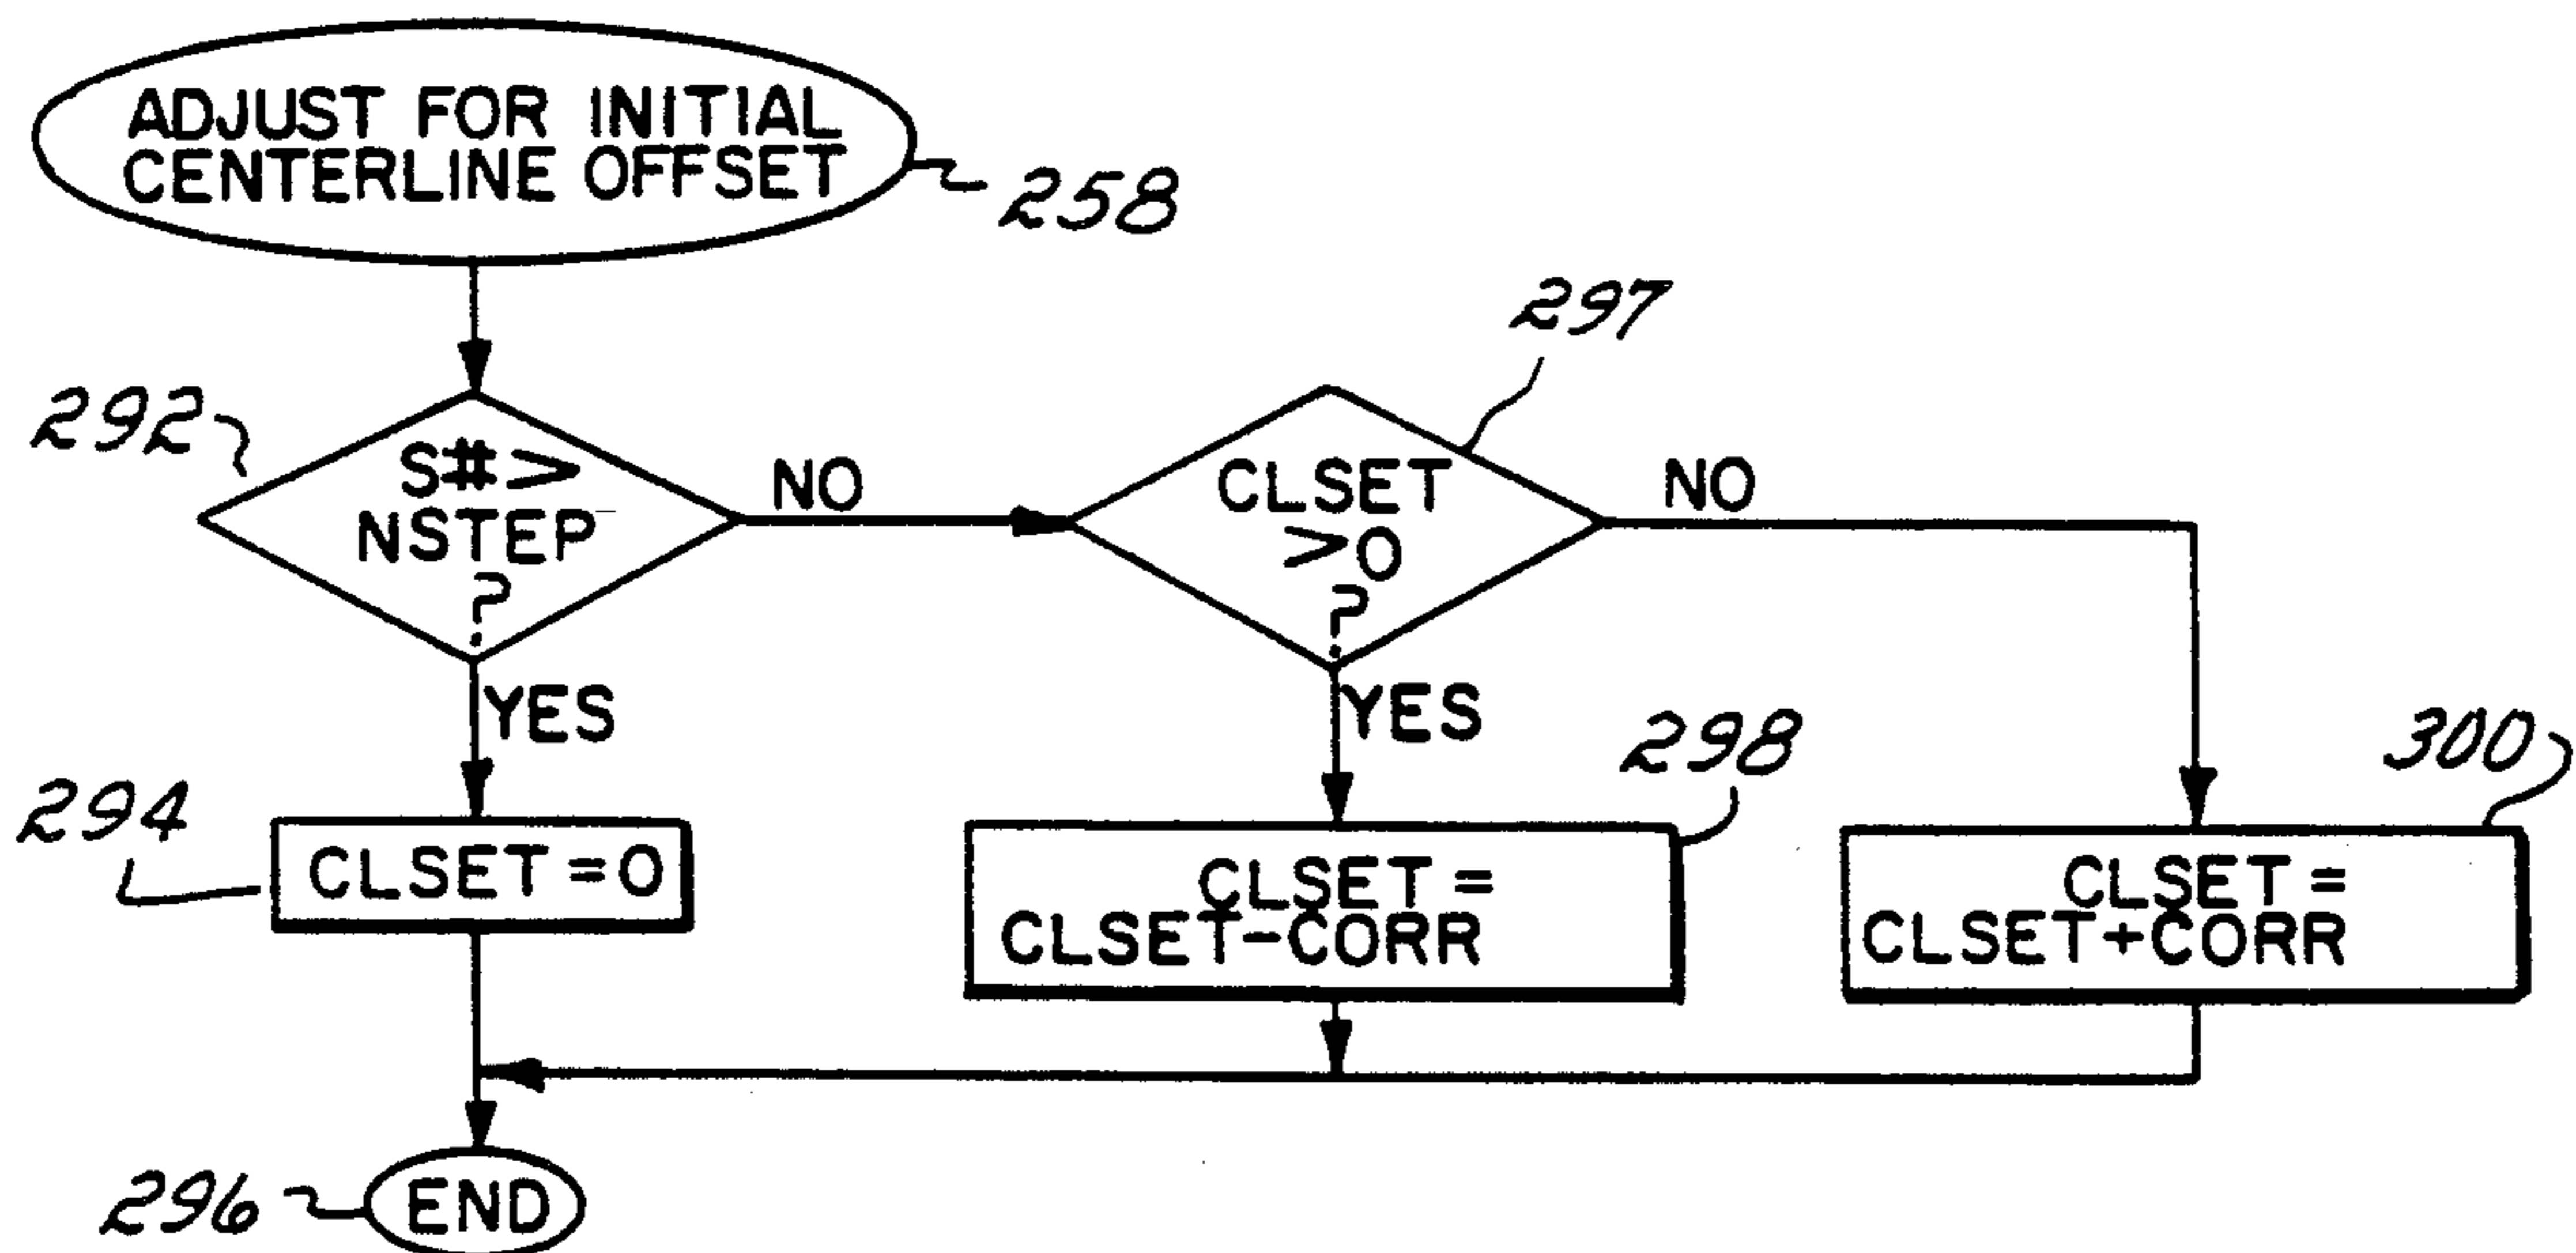 ADJUST FOR INITIAL
CENTERLINE OFFSET
258
292
S#>
NSTEP
?
NO
297
CLSET
>0
?
NO
YES
YES
294
CLSET=0
298
CLSET=
CLSET-CORR
300
CLSET=
CLSET+CORR
296
END